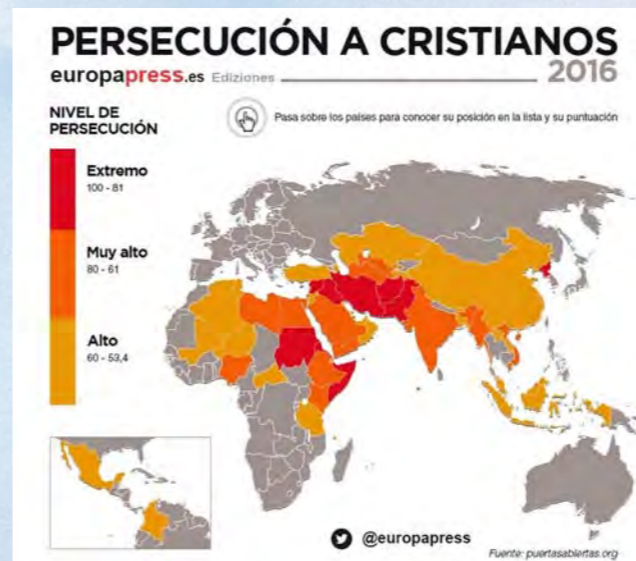 PERSECUCIÓN A CRISTIANOS
europapress.es Ediciones 2016
NIVEL DE
PERSECUCIÓN
Pasa sobre los países para conocer su posición en la lista y su puntuación
Extremo
100 - 81
Muy alto
80 - 61
Alto
60 - 53,4
@europapress
Fuente: puertasabiertas.org